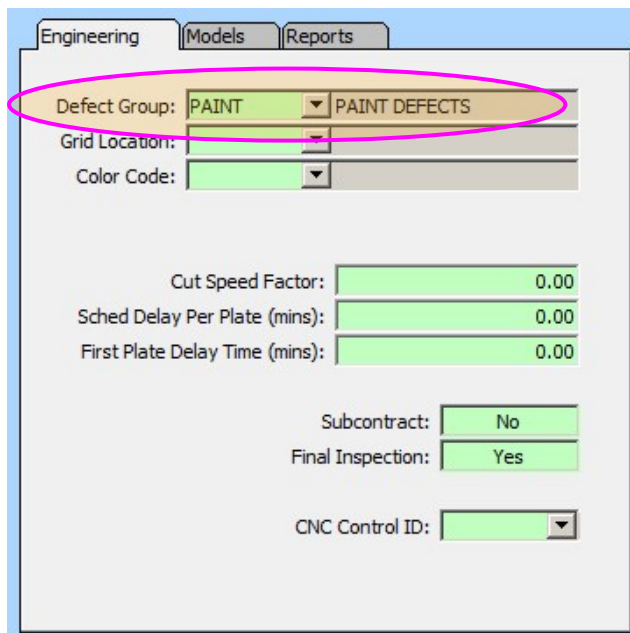 Engineering Models Reports
Defect Group: PAINT PAINT DEFECTS
Grid Location:
Color Code:
Cut Speed Factor: 0.00
Sched Delay Per Plate (mins): 0.00
First Plate Delay Time (mins): 0.00
Subcontract: No
Final Inspection: Yes
CNC Control ID: